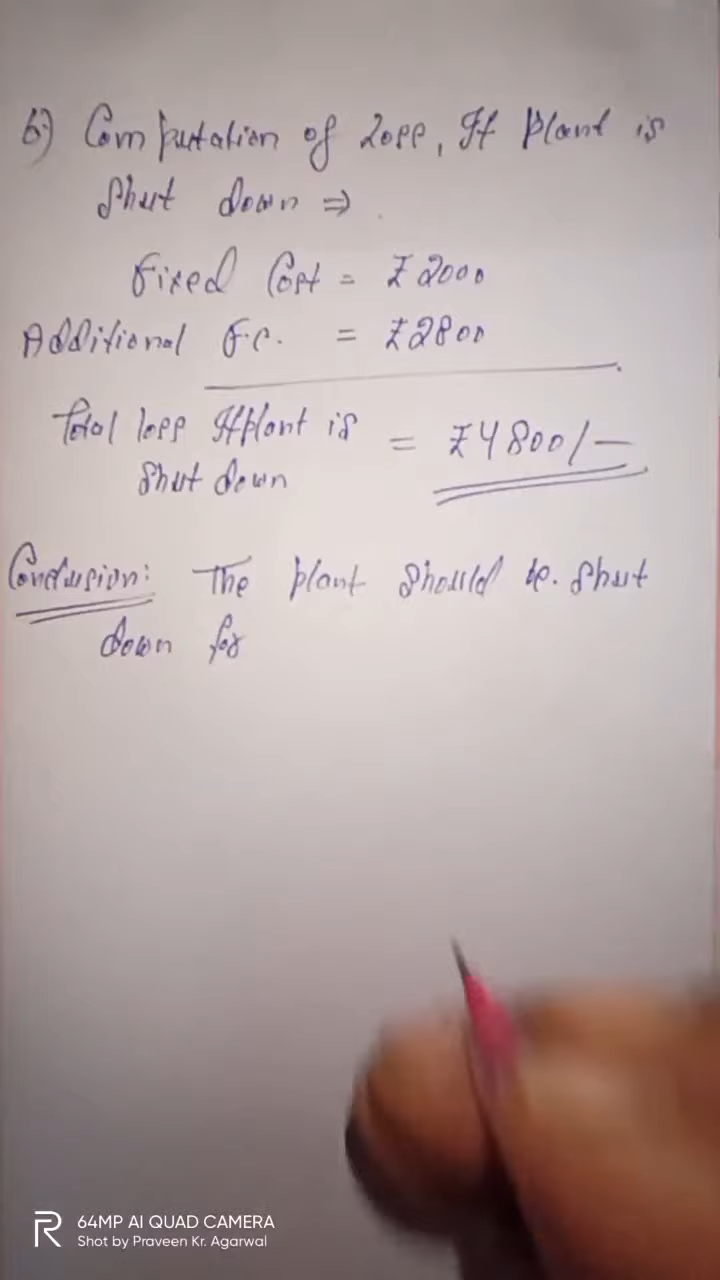 b) Computation of loss, If plant is
shut down ⇒
Fixed Cost = ₹2000
Additional F.C. = ₹2800
Total loss If plant is = ₹4800/-
shut down
Conclusion: The plant should be. shut
down for
R 64MP AI QUAD CAMERA
Shot by Praveen Kr. Agarwal